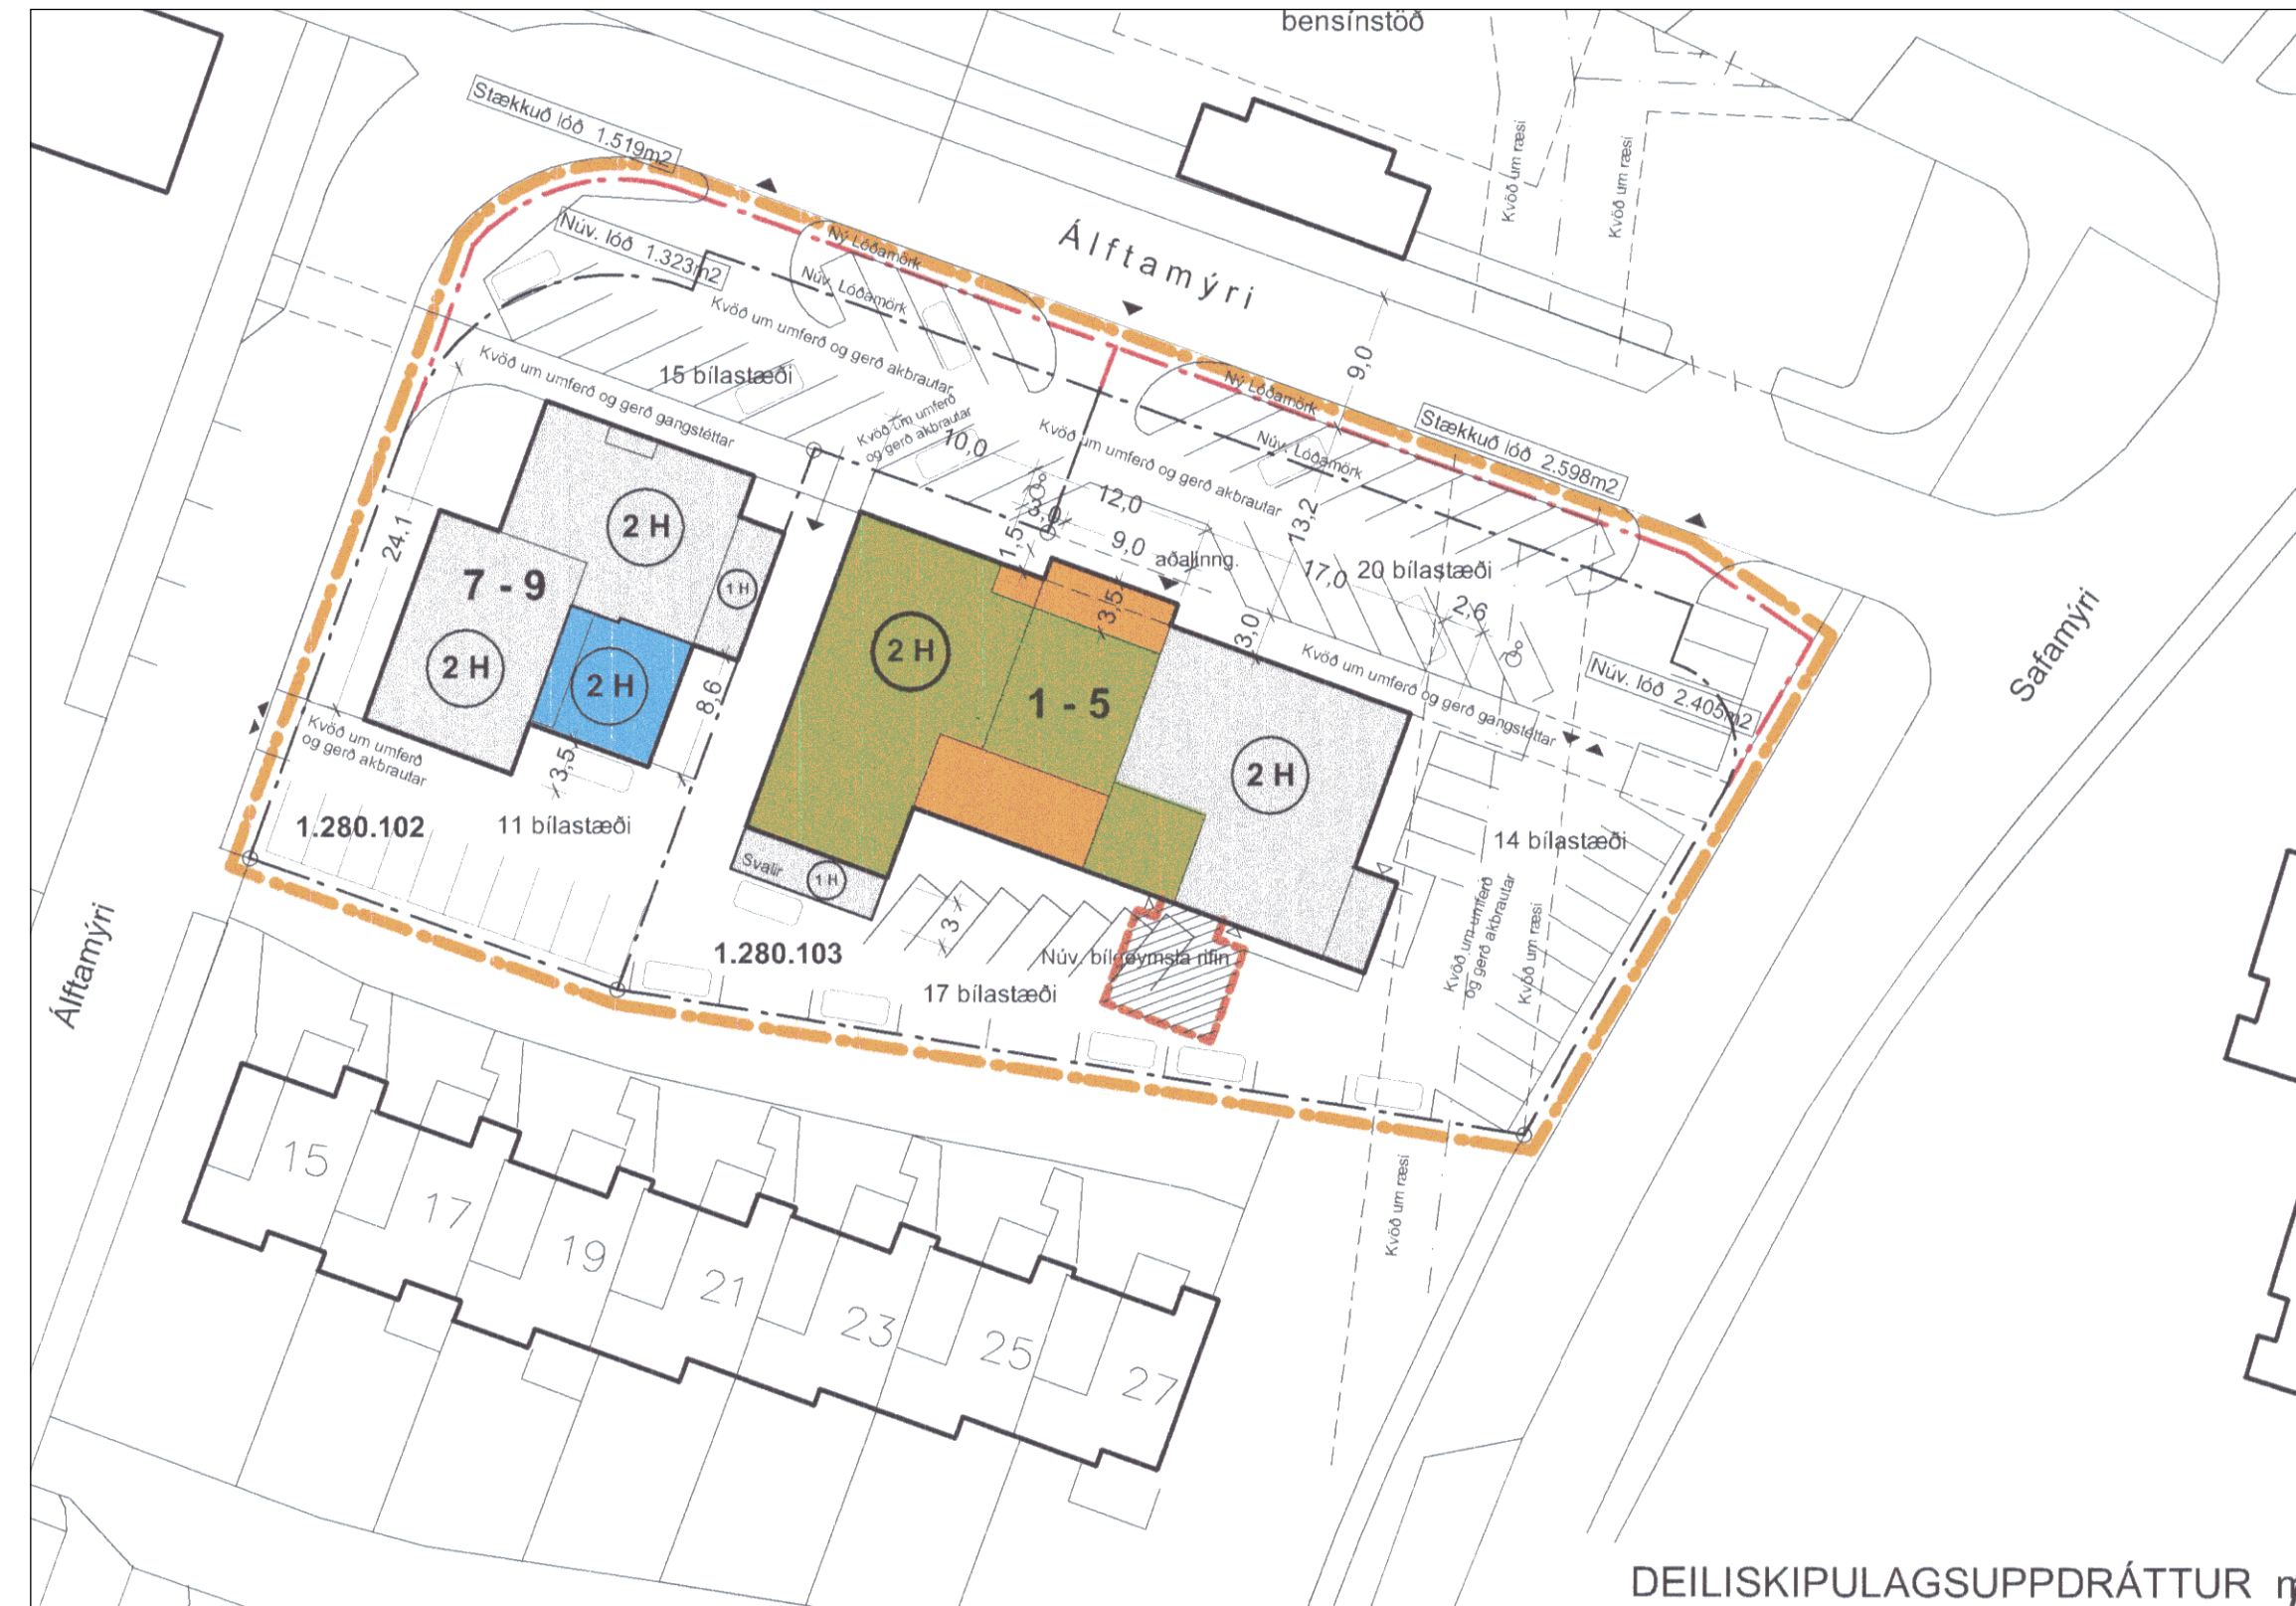 bensínstöð
Stækkuð lóð 1.519m2
Kvöð um ræsi
Kvöð um ræsi
Núv. lóð 1.323m2
Ný Lóðamörk
Álftamýri
Núv. Lóðamörk
Kvöð um umferð og gerð akbrautar
Kvöð um umferð og gerð gangstéttar
15 bílastæði
9,0
Ný Lóðamörk
Kvöð um umferð
og gerð akbrautar
10,0
Kvöð um umferð og gerð akbrautar
Núv. Lóðamörk
Stækkuð lóð 2.598m2
24,1
2 H
3,0
12,0
13,2
1,5
9,0
aðalinng.
17,0
20 bílastæði
2,6
7 - 9
1 H
3,5
3,0
Safamýri
2 H
2 H
2 H
8,6
1 - 5
Kvöð um umferð og gerð gangstéttar
Núv. lóð 2.405m2
Kvöð um umferð
og gerð akbrautar
3,5
2 H
1.280.102
11 bílastæði
14 bílastæði
Svalir
1 H
3
Kvöð um umferð
og gerð akbrautar
Kvöð um ræsi
Álftamýri
1.280.103
Núv. bílgeymsla rifin
17 bílastæði
Kvöð um ræsi
15
17
19
21
23
25
27
DEILISKIPULAGSUPPDRÁTTUR